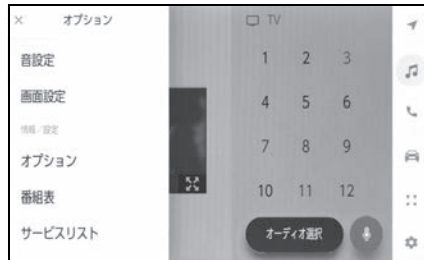 × オプション
音設定
画面設定
情報／設定
オプション
番組表
サービスリスト
TV
1 2 3
4 5 6
7 8 9
10 11 12
オーディオ選択